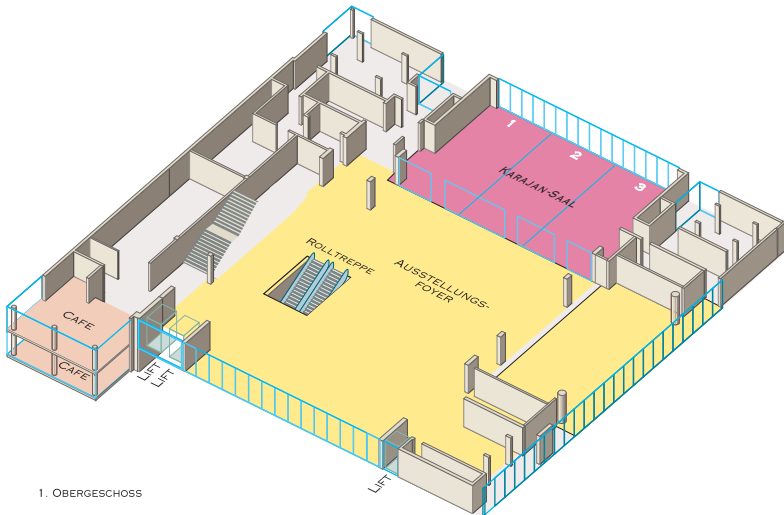 1
2
3
KARAJAN-SAAL
ROLLTREPPE
AUSSTELLUNGS-
FOYER
CAFE
CAFE
LIFT
LIFT
LIFT
1. OBERGESCHOSS